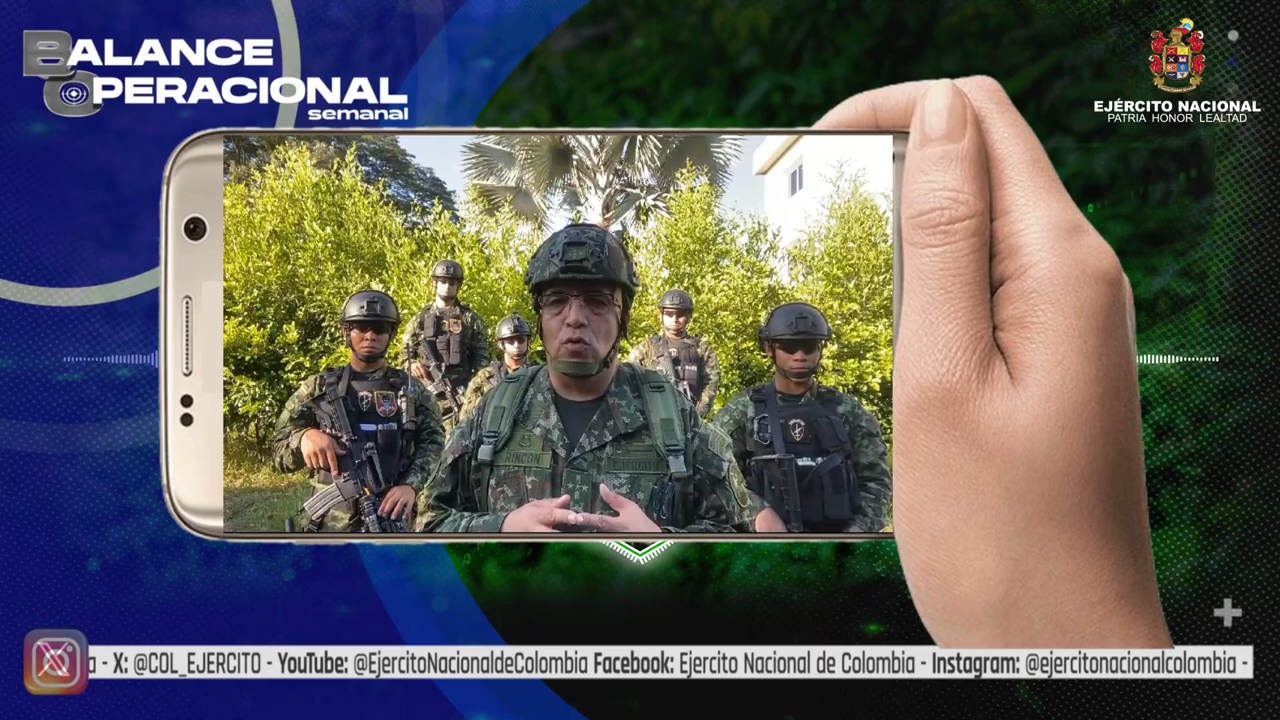 BALANCE
OPERACIONAL
semanal
EJÉRCITO NACIONAL
PATRIA HONOR LEALTAD
RINCON
EJERCITO
a - X: @COL_EJERCITO - YouTube: @EjercitoNacionaldeColombia Facebook: Ejercito Nacional de Colombia - Instagram: @ejercitonacionalcolombia -